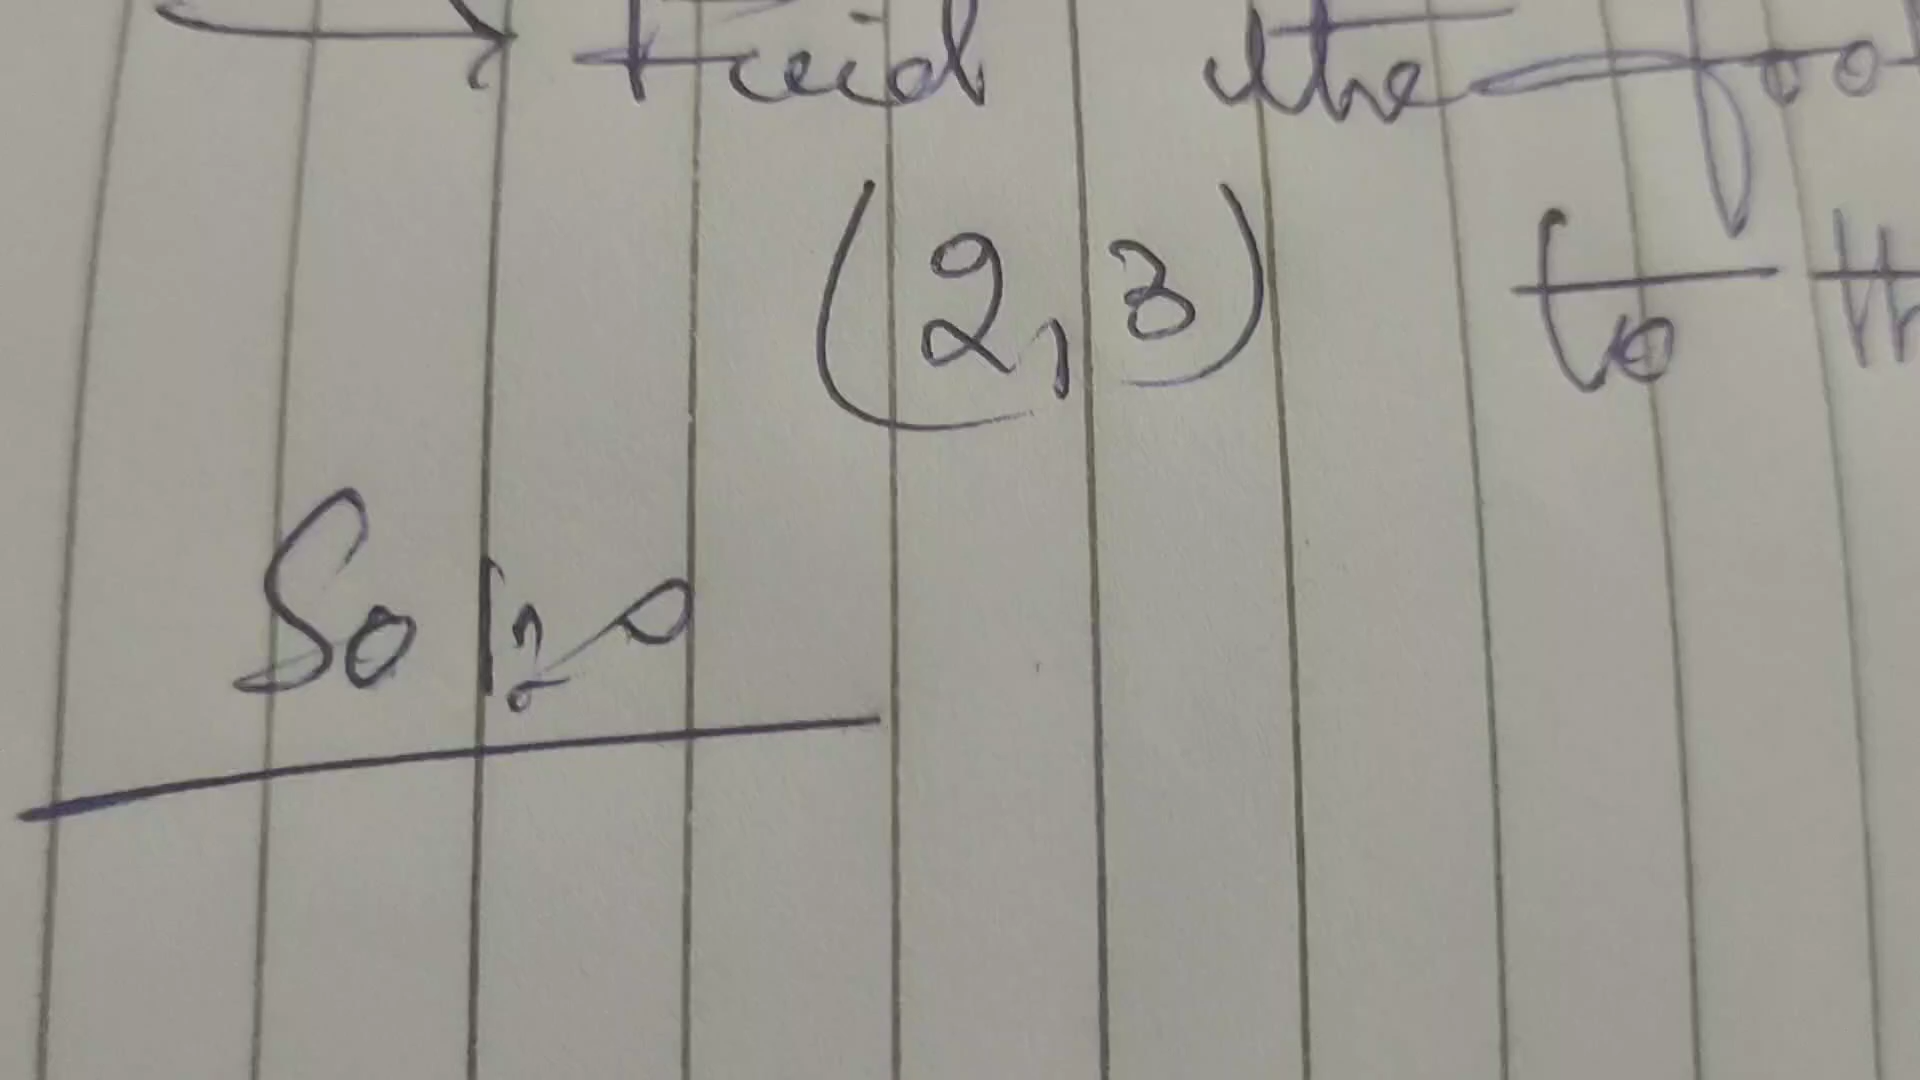 → Find the foo
(2,3) to th
Soln